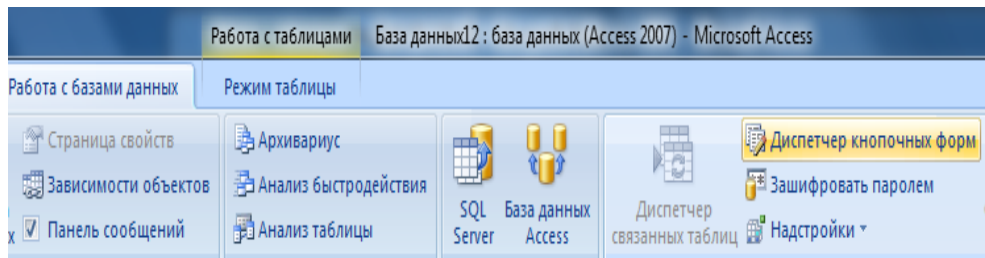 Работа с таблицами База данных12 : база данных (Access 2007) - Microsoft Access
Работа с базами данных Режим таблицы
Страница свойств
Зависимости объектов
х Панель сообщений
Архивариус
Анализ быстродействия
Анализ таблицы
SQL Server
База данных Access
Диспетчер связанных таблиц
Диспетчер кнопочных форм
Зашифровать паролем
Надстройки